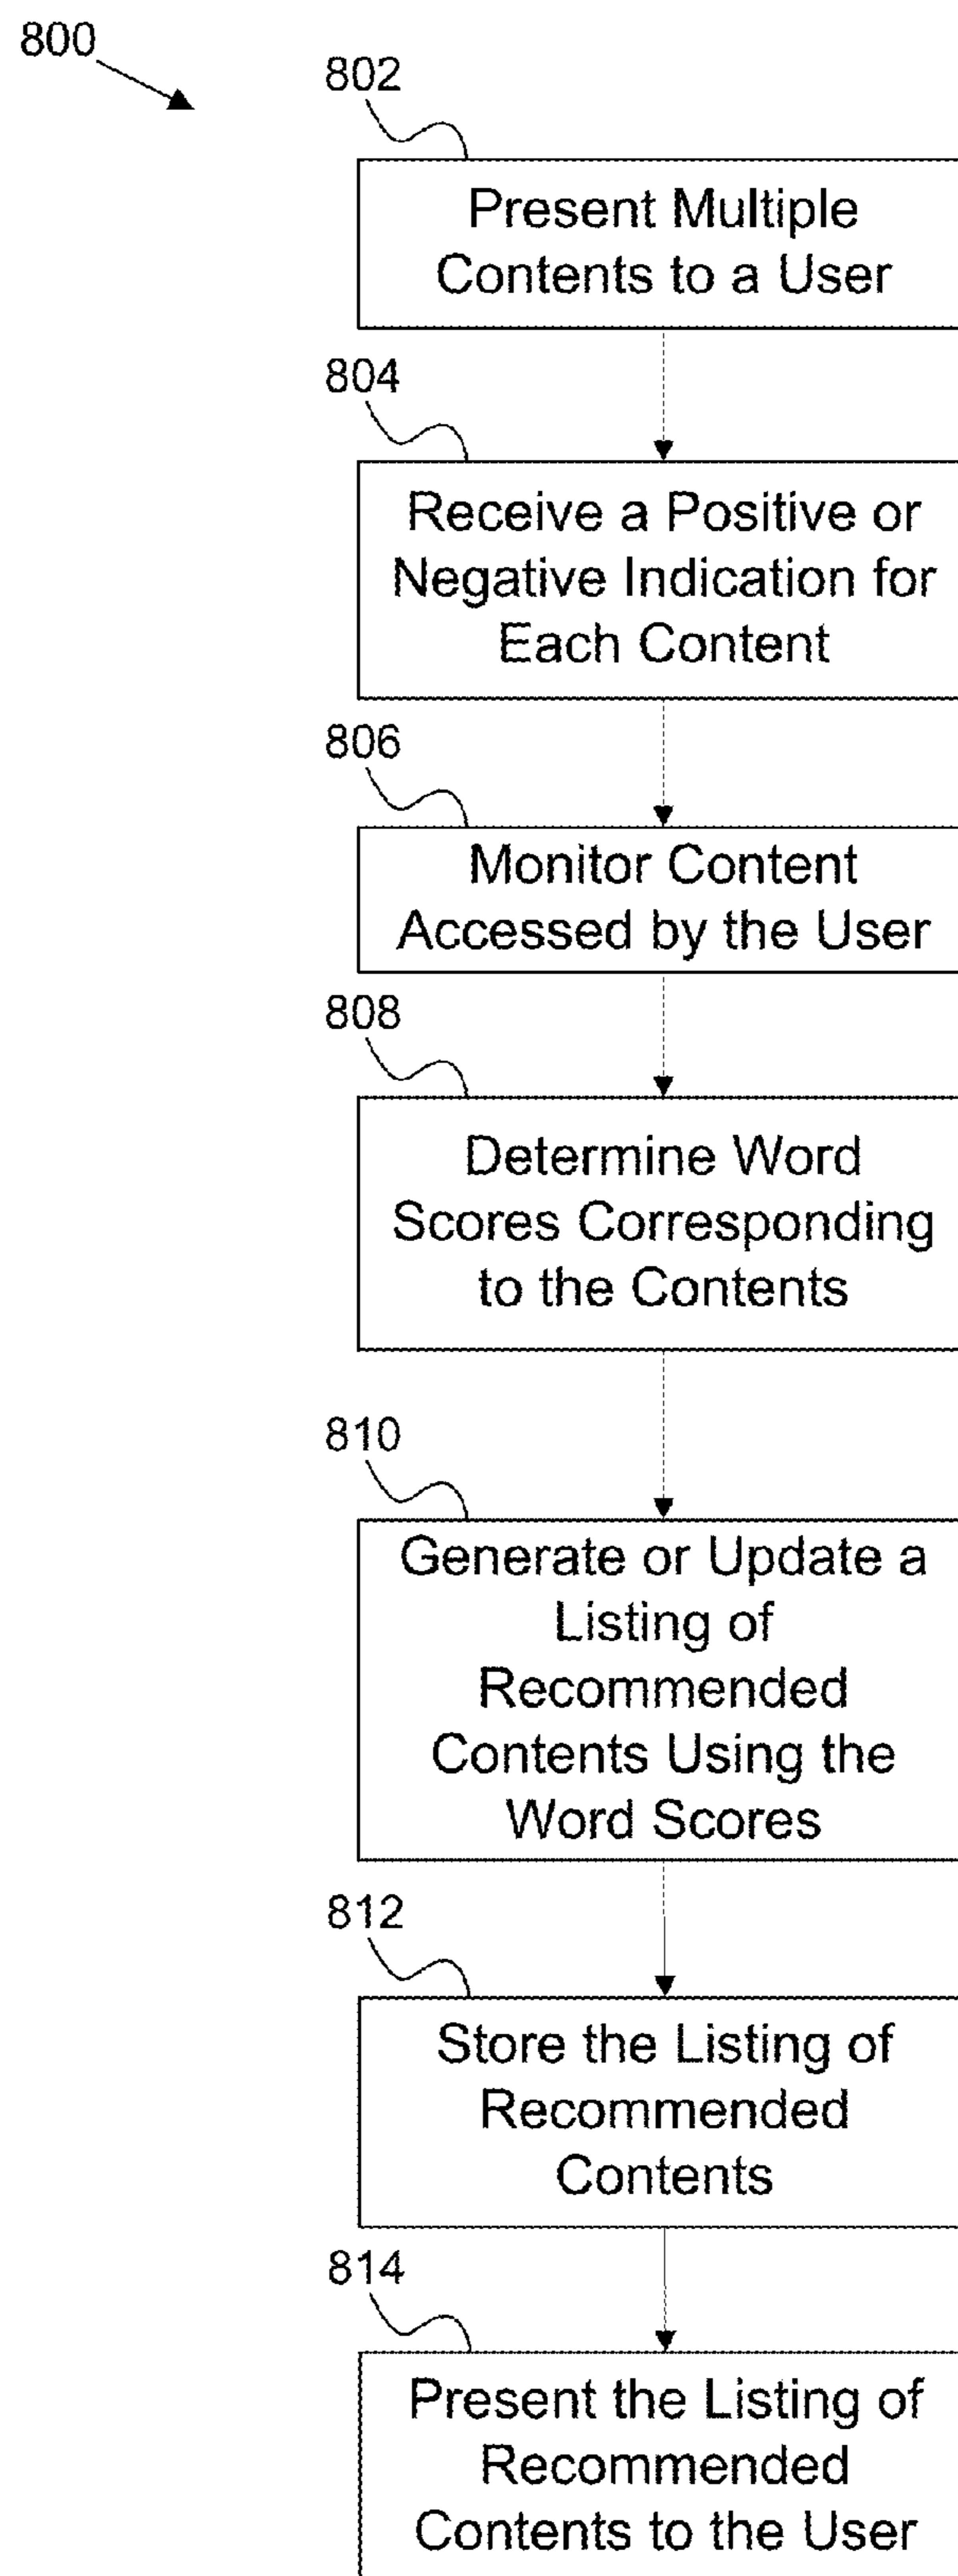 800
802
Present Multiple
Contents to a User
804
Receive a Positive or
Negative Indication for
Each Content
806
Monitor Content
Accessed by the User
808
Determine Word
Scores Corresponding
to the Contents
810
Generate or Update a
Listing of
Recommended
Contents Using the
Word Scores
812
Store the Listing of
Recommended
Contents
814
Present the Listing of
Recommended
Contents to the User